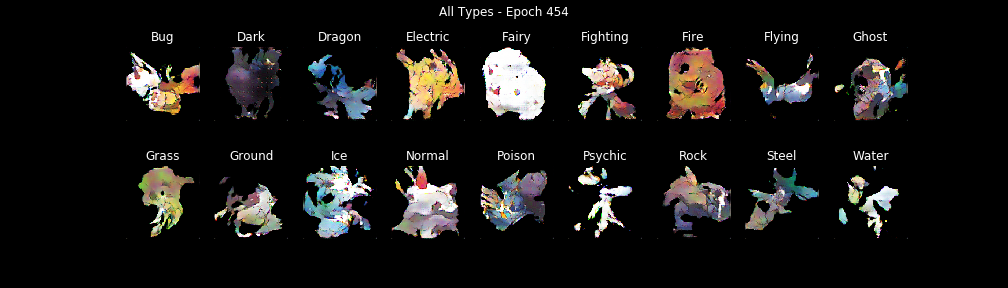 All Types - Epoch 454
Bug Dark Dragon Electric Fairy Fighting Fire Flying Ghost
Grass Ground Ice Normal Poison Psychic Rock Steel Water